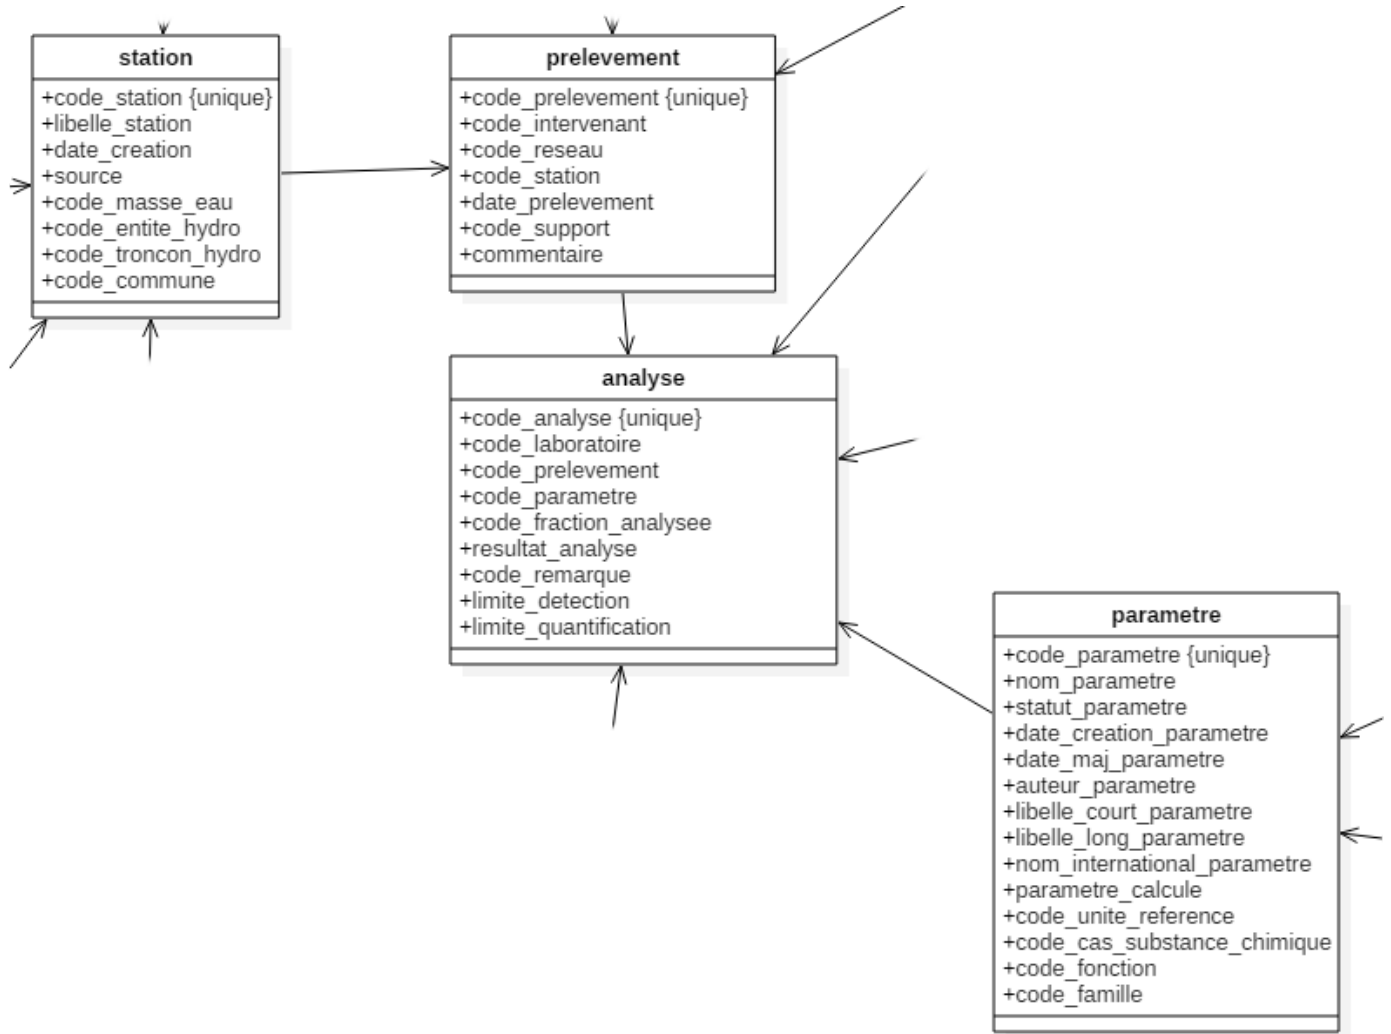 station
+code_station {unique}
+libelle_station
+date_creation
+source
+code_masse_eau
+code_entite_hydro
+code_troncon_hydro
+code_commune
prelevement
+code_prelevement {unique}
+code_intervenant
+code_reseau
+code_station
+date_prelevement
+code_support
+commentaire
analyse
+code_analyse {unique}
+code_laboratoire
+code_prelevement
+code_parametre
+code_fraction_analysee
+resultat_analyse
+code_remarque
+limite_detection
+limite_quantification
parametre
+code_parametre {unique}
+nom_parametre
+statut_parametre
+date_creation_parametre
+date_maj_parametre
+auteur_parametre
+libelle_court_parametre
+libelle_long_parametre
+nom_international_parametre
+parametre_calcule
+code_unite_reference
+code_cas_substance_chimique
+code_fonction
+code_famille